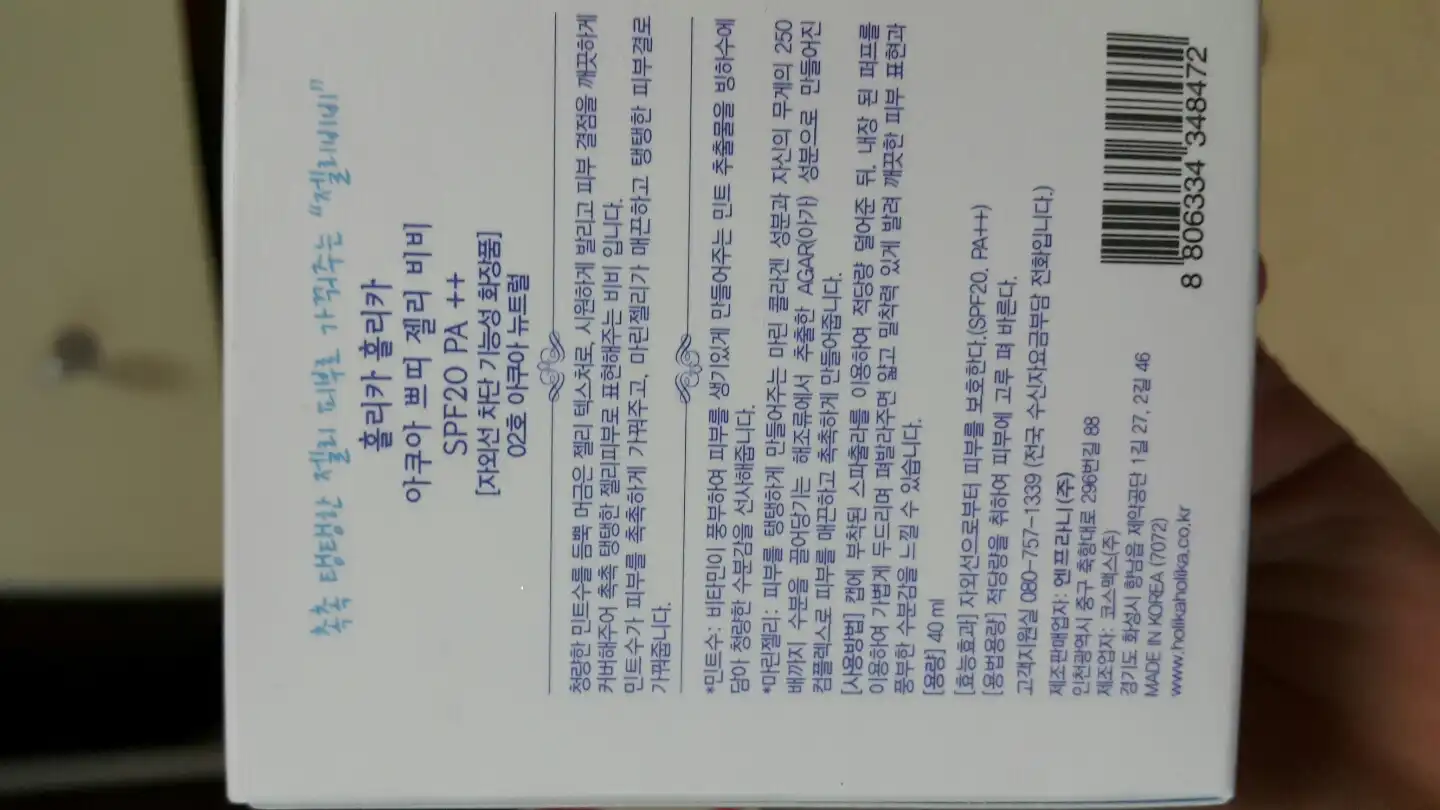 촉촉 탱탱한 젤리 피부로 가꿔주는 "젤리비비"
홀리카 홀리카
아쿠아 쁘띠 젤리 비비
SPF20 PA ++
[자외선 차단 기능성 화장품]
02호 아쿠아 뉴트럴
청량한 민트수를 듬뿍 머금은 젤리 텍스처로, 시원하게 발리고 피부 결점을 깨끗하게
커버해주어 촉촉 탱탱한 젤리피부로 표현해주는 비비 입니다.
민트수가 피부를 촉촉하게 가꿔주고, 마린젤리가 매끈하고 탱탱한 피부결로
가꿔줍니다.
*민트수: 비타민이 풍부하여 피부를 생기있게 만들어주는 민트 추출물을 빙하수에
담아 청량한 수분감을 선사해줍니다.
*마린젤리: 피부를 탱탱하게 만들어주는 마린 콜라겐 성분과 자신의 무게의 250
배까지 수분을 끌어당기는 해조류에서 추출한 AGAR(아가) 성분으로 만들어진
컴플렉스로 피부를 매끈하고 촉촉하게 만들어줍니다.
[사용방법] 캡에 부착된 스파출라를 이용하여 적당량 덜어준 뒤, 내장 된 퍼프를
이용하여 가볍게 두드리며 펴발라주면 얇고 밀착력 있게 발려 깨끗한 피부 표현과
풍부한 수분감을 느낄 수 있습니다.
[용량] 40 ml
[효능효과] 자외선으로부터 피부를 보호한다.(SPF20, PA++)
[용법용량] 적당량을 취하여 피부에 고루 펴 바른다.
고객지원실 080-757-1339 (전국 수신자요금부담 전화입니다.)
제조판매업자: 엔프라니(주)
인천광역시 중구 축항대로 296번길 88
제조업자: 코스맥스(주)
경기도 화성시 향남읍 제약공단 1길 27, 2길 46
MADE IN KOREA (7072)
www.holikaholika.co.kr
8 806334 348472